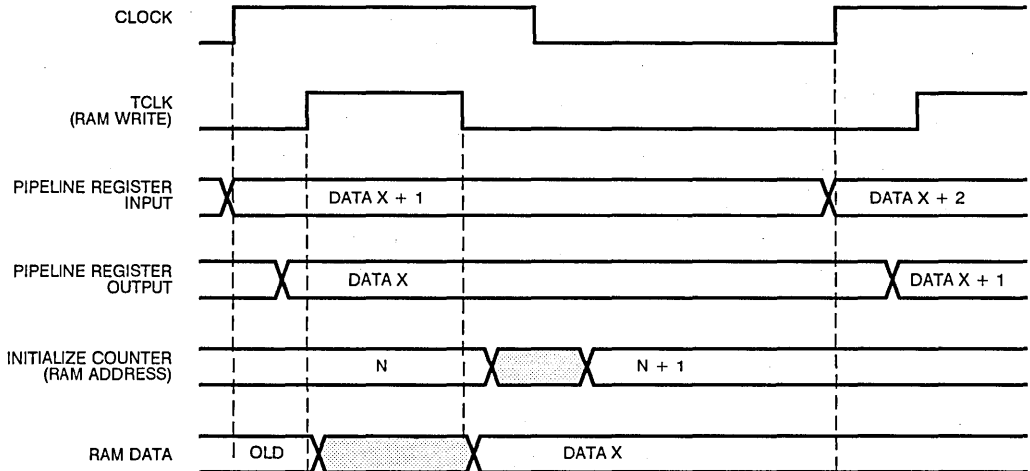 CLOCK
TCLK
(RAM WRITE)
PIPELINE REGISTER
INPUT
DATA X + 1
DATA X + 2
PIPELINE REGISTER
OUTPUT
DATA X
DATA X + 1
INITIALIZE COUNTER
(RAM ADDRESS)
N
N + 1
RAM DATA
OLD
DATA X